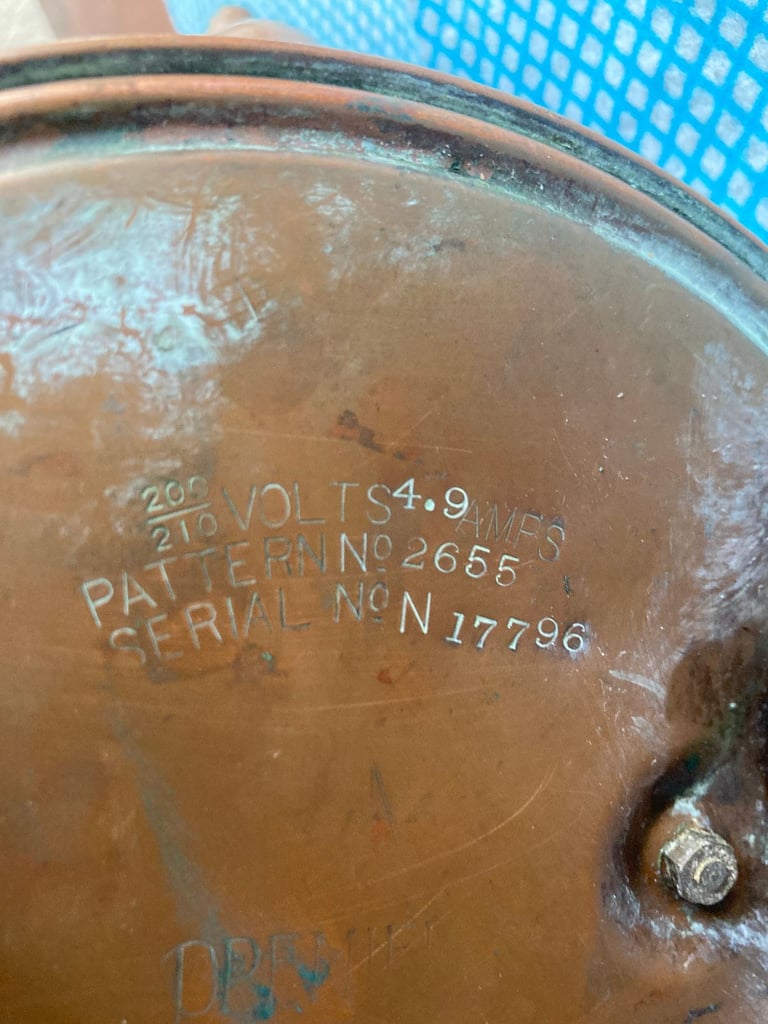 200/210 VOLTS 4.9 AMPS
PATTERN Nº 2655
SERIAL Nº N 17796